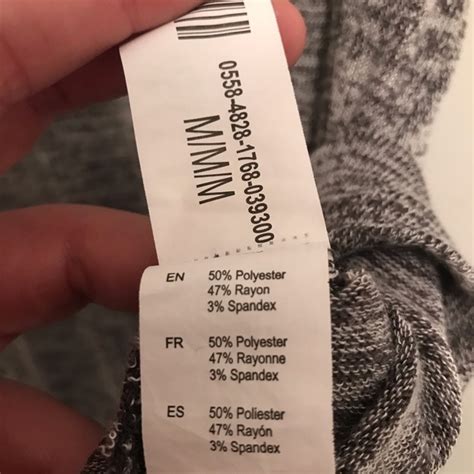 0558-4828-1768-039300
M/M/M
EN 50% Polyester
47% Rayon
3% Spandex
FR 50% Polyester
47% Rayonne
3% Spandex
ES 50% Poliester
47% Rayón
3% Spandex